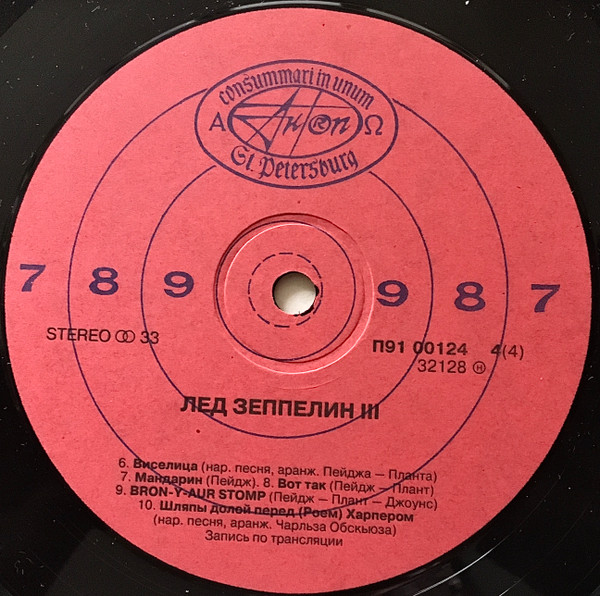 consummari in unum
Α АнТроп Ω
St. Petersburg
7 8 9 9 8 7
STEREO 33
П91 00124 4(4)
32128 Ⓗ
ЛЕД ЗЕППЕЛИН III
6. Виселица (нар. песня, аранж. Пейджа — Планта)
7. Мандарин (Пейдж). 8. Вот так (Пейдж — Плант)
9. BRON-Y-AUR STOMP (Пейдж — Плант — Джоунс)
10. Шляпы долой перед (Роем) Харпером
(нар. песня, аранж. Чарльза Обскьюза)
Запись по трансляции